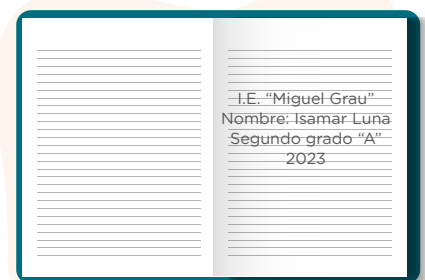 I.E. “Miguel Grau”
Nombre: Isamar Luna
Segundo grado “A”
2023